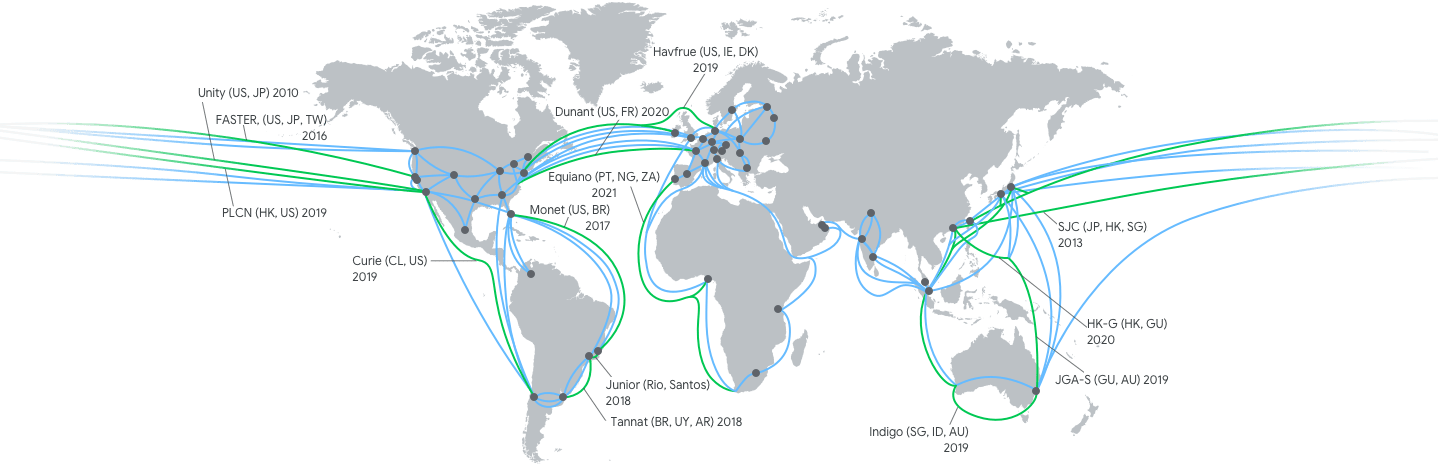 Havfrue (US, IE, DK)
2019
Unity (US, JP) 2010
FASTER, (US, JP, TW)
2016
Dunant (US, FR) 2020
Equiano (PT, NG, ZA)
2021
PLCN (HK, US) 2019
Monet (US, BR)
2017
SJC (JP, HK, SG)
2013
Curie (CL, US)
2019
HK-G (HK, GU)
2020
JGA-S (GU, AU) 2019
Junior (Rio, Santos)
2018
Tannat (BR, UY, AR) 2018
Indigo (SG, ID, AU)
2019